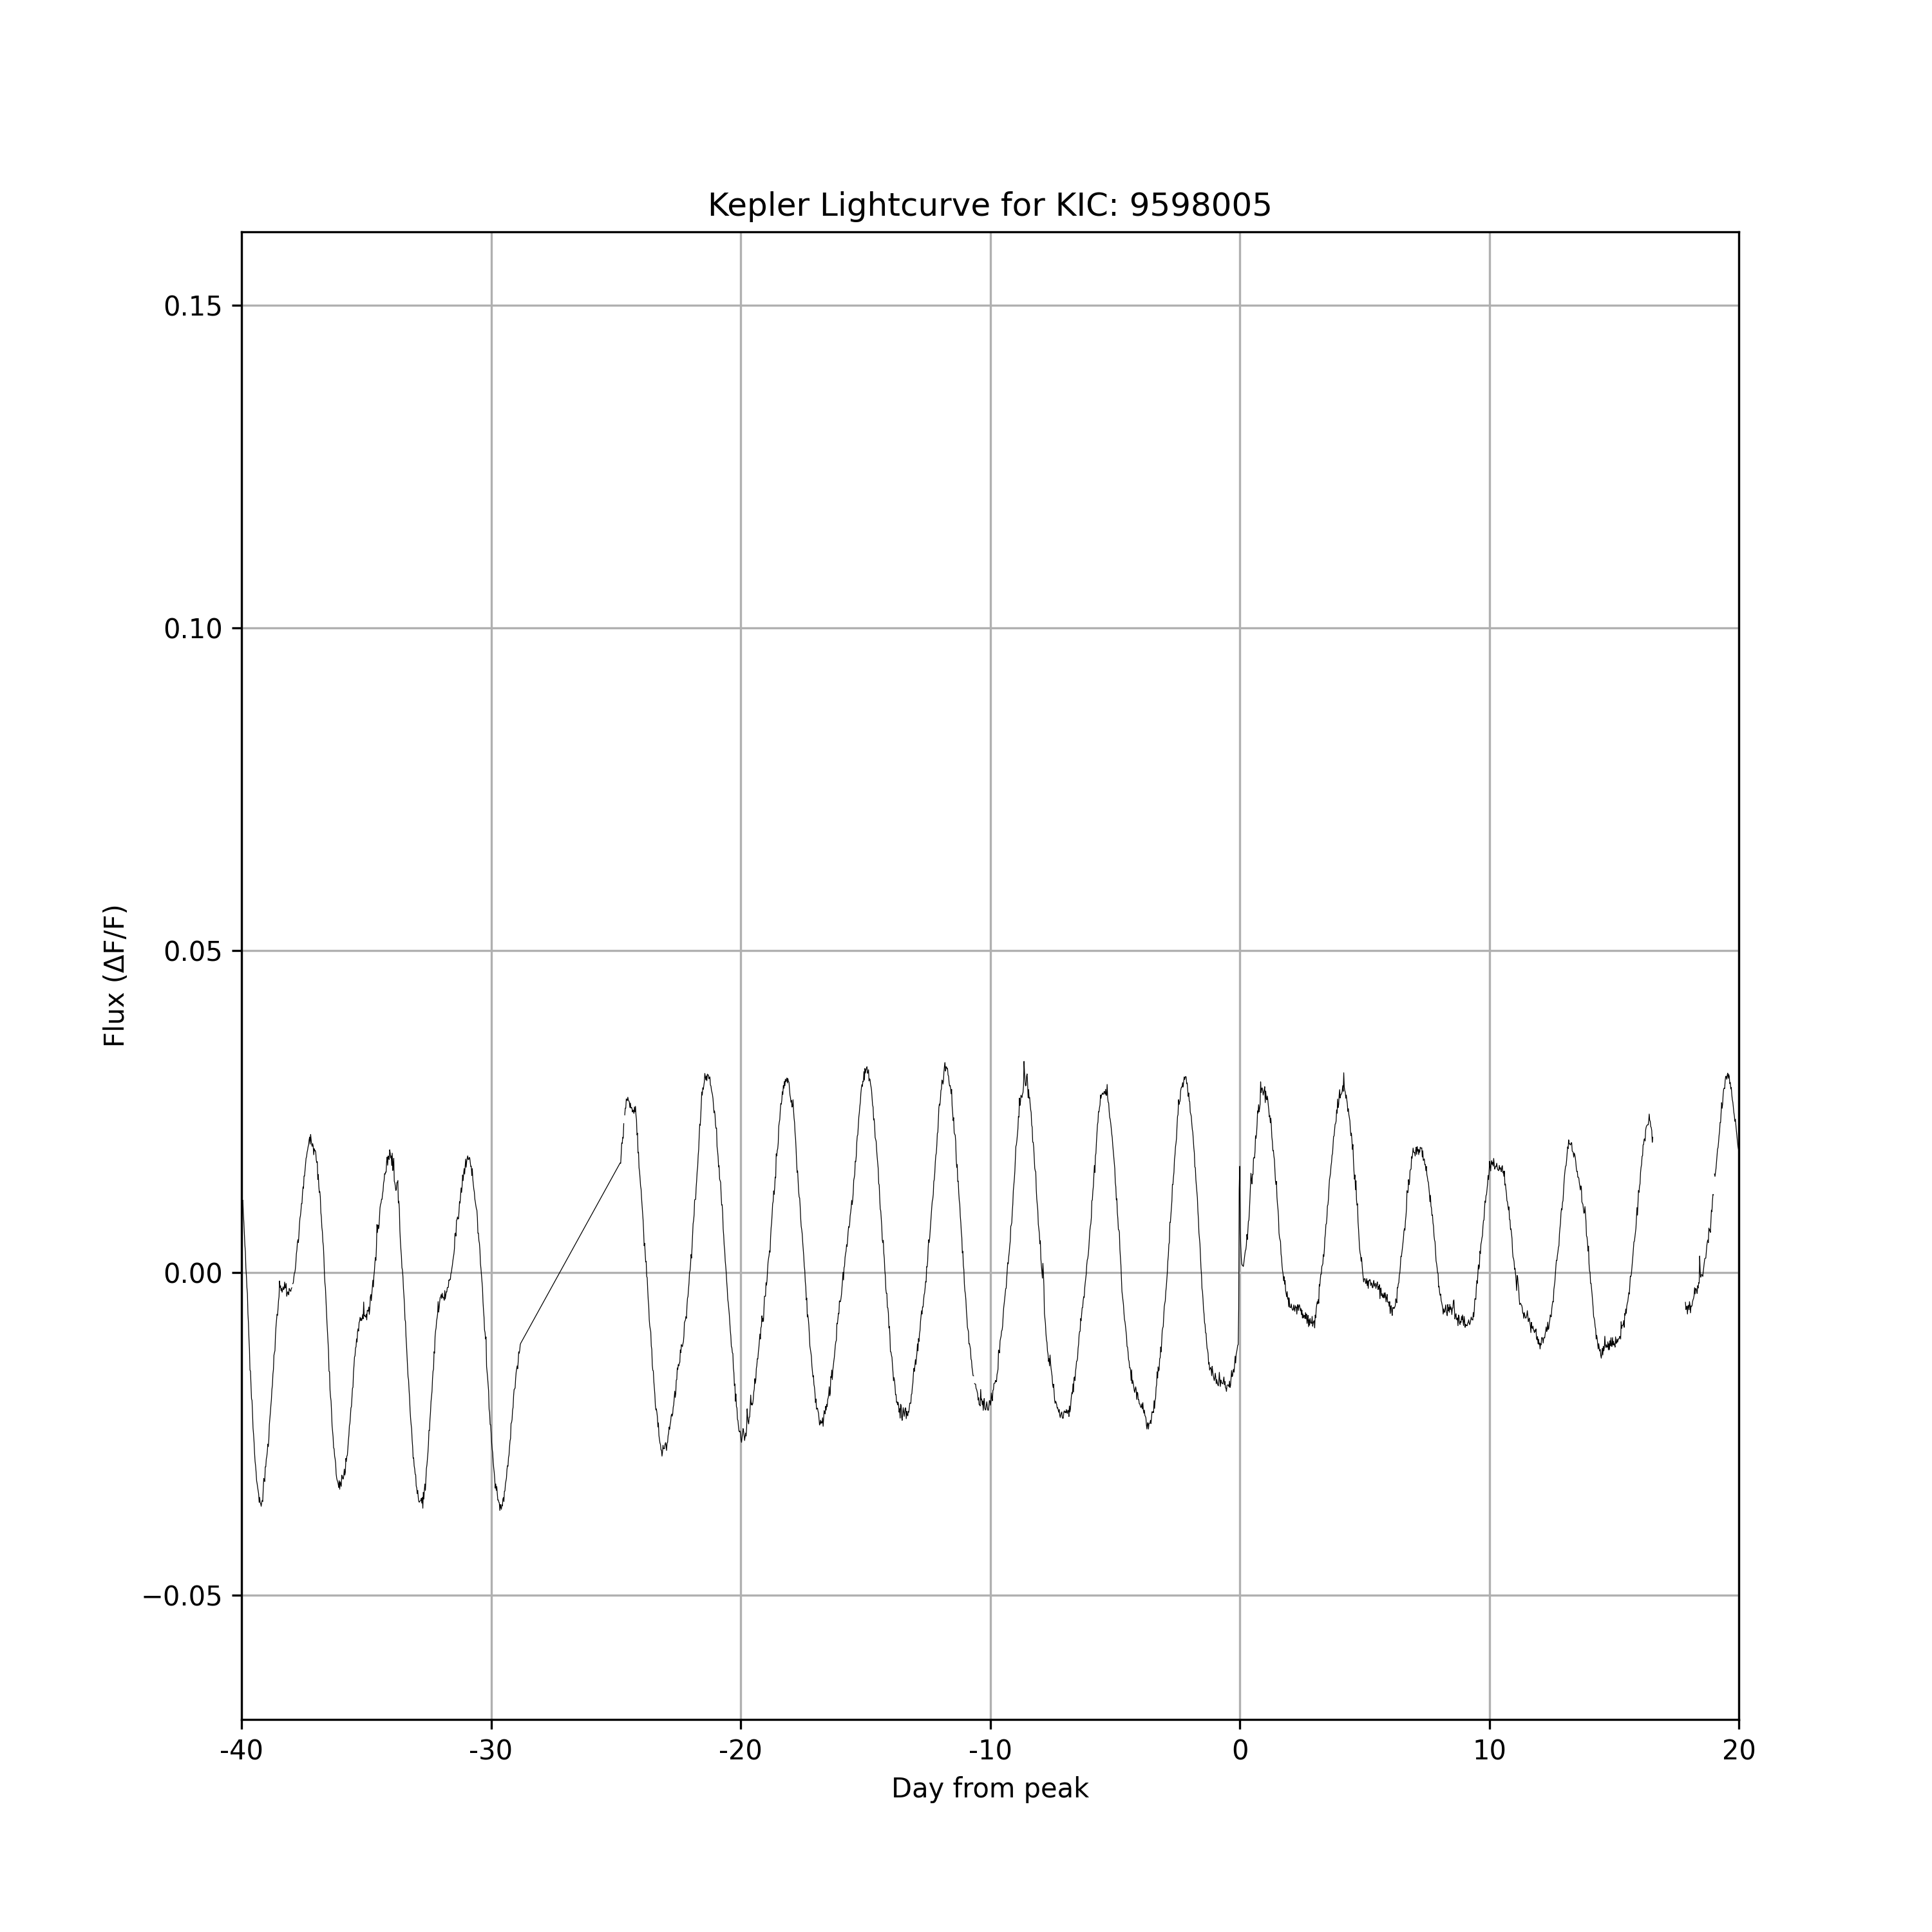 Kepler Lightcurve for KIC: 9598005
0.15
0.10
0.05
0.00
−0.05
Flux (ΔF/F)
-40 -30 -20 -10 0 10 20
Day from peak